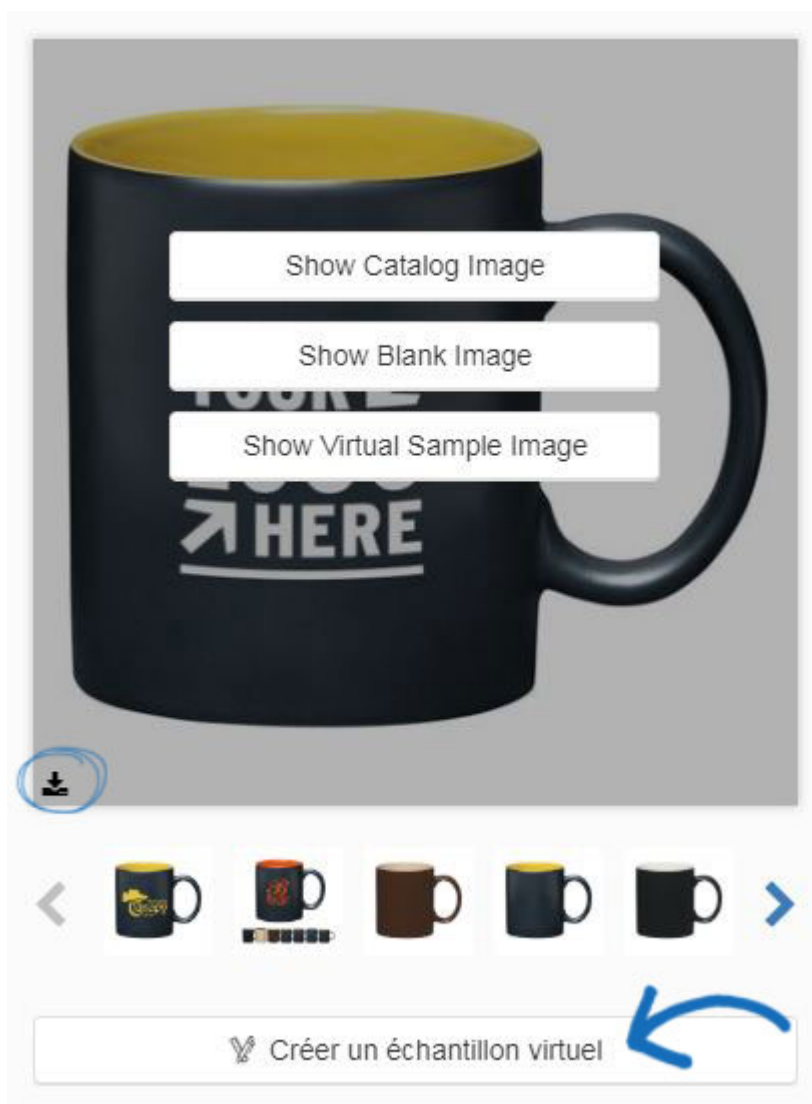 Show Catalog Image
Show Blank Image
Show Virtual Sample Image
HERE
Créer un échantillon virtuel